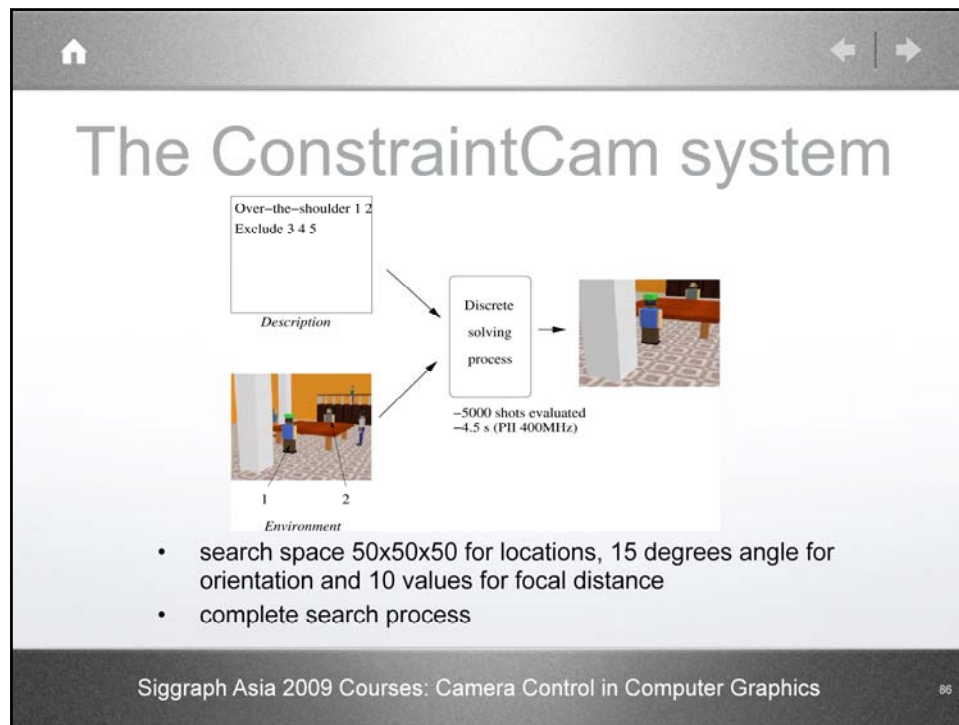 The ConstraintCam system
Over−the−shoulder 1 2
Exclude 3 4 5
Description
Discrete
solving
process
−5000 shots evaluated
−4.5 s (PII 400MHz)
1 2
Environment
• search space 50x50x50 for locations, 15 degrees angle for
orientation and 10 values for focal distance
• complete search process
Siggraph Asia 2009 Courses: Camera Control in Computer Graphics
86